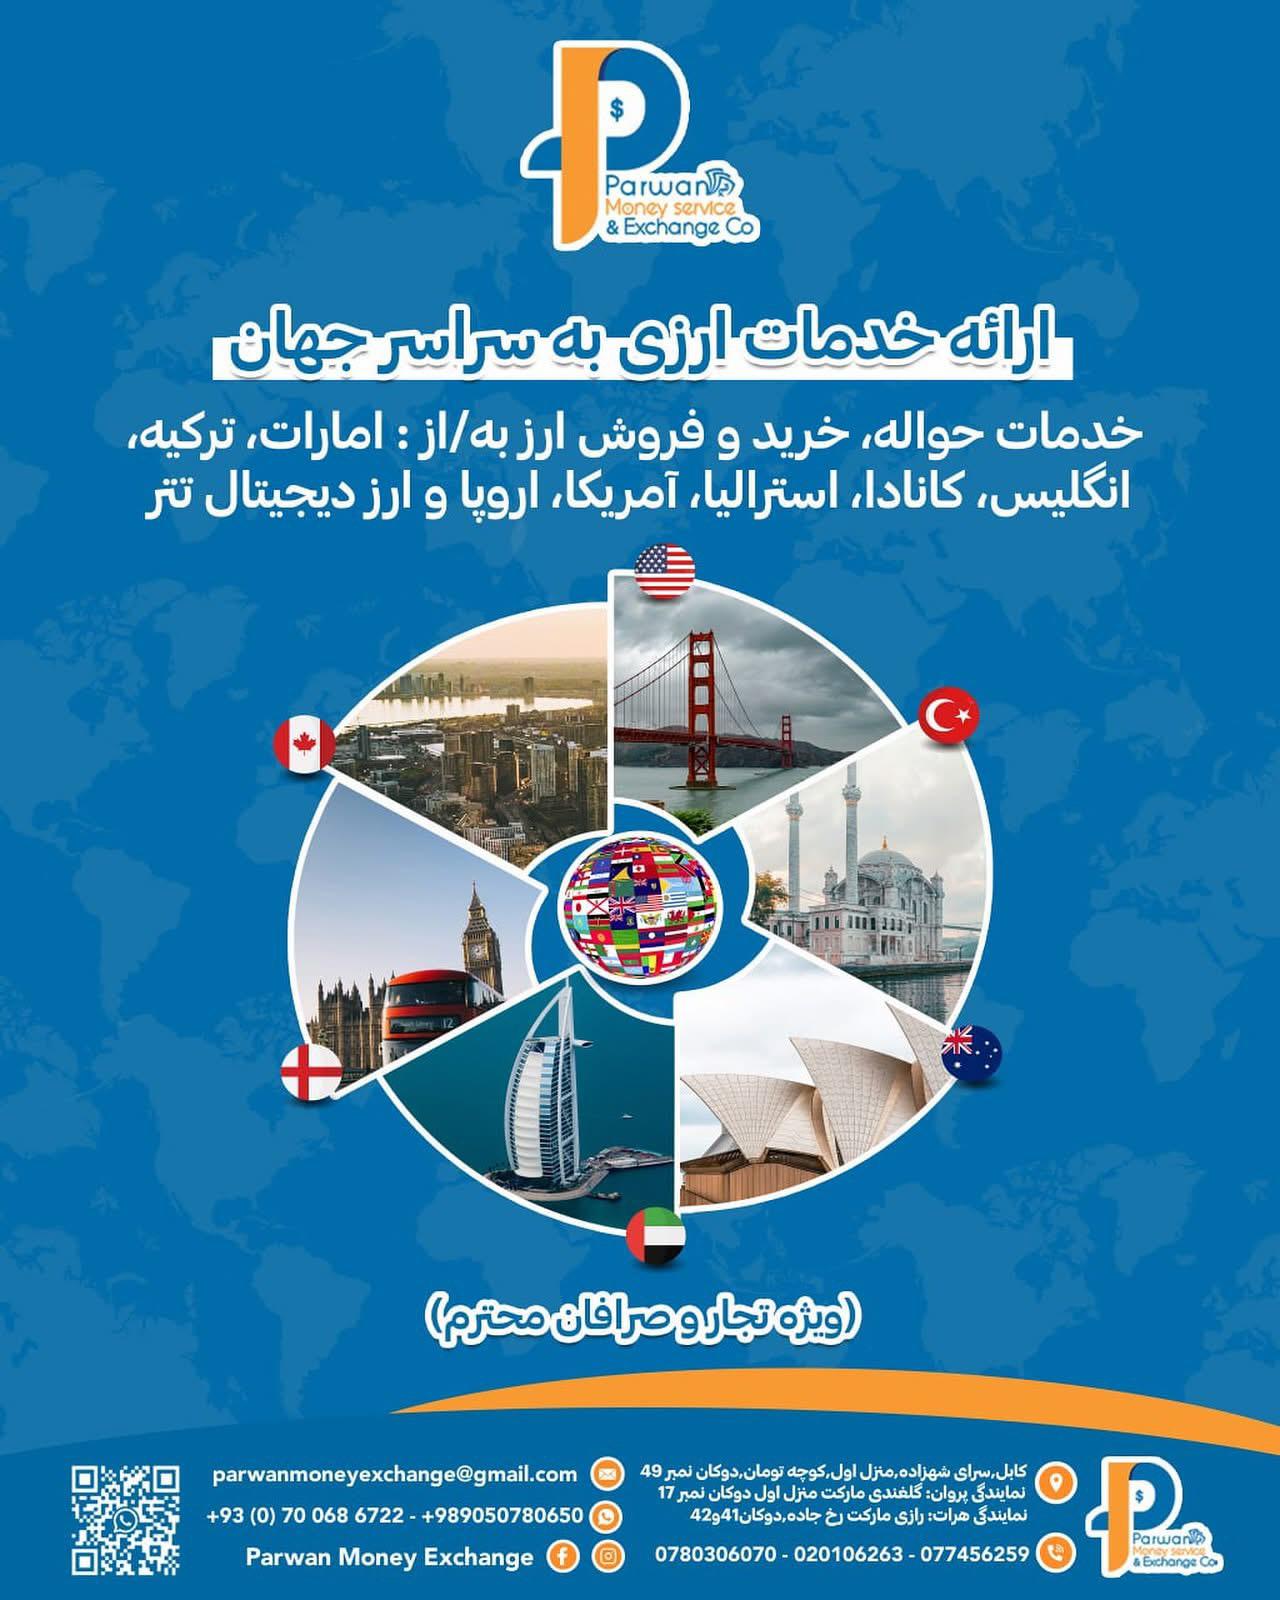 $
Parwan
Money service
& Exchange Co
ارائه خدمات ارزی به سراسر جهان
خدمات حواله، خرید و فروش ارز به/از : امارات، ترکیه،
انگلیس، کانادا، استرالیا، آمریکا، اروپا و ارز دیجیتال تتر
12
(ویژه تجار و صرافان محترم)
کابل,سرای شهزاده,منزل اول,کوچه تومان,دوکان نمبر 49
نمایندگی پروان: گلغندی مارکت منزل اول دوکان نمبر 17
نمایندگی هرات: رازی مارکت رخ جاده,دوکان41و42
0780306070 - 020106263 - 077456259
parwanmoneyexchange@gmail.com
+93 (0) 70 068 6722 - +989050780650
Parwan Money Exchange
$
Parwan
Money service
& Exchange Co